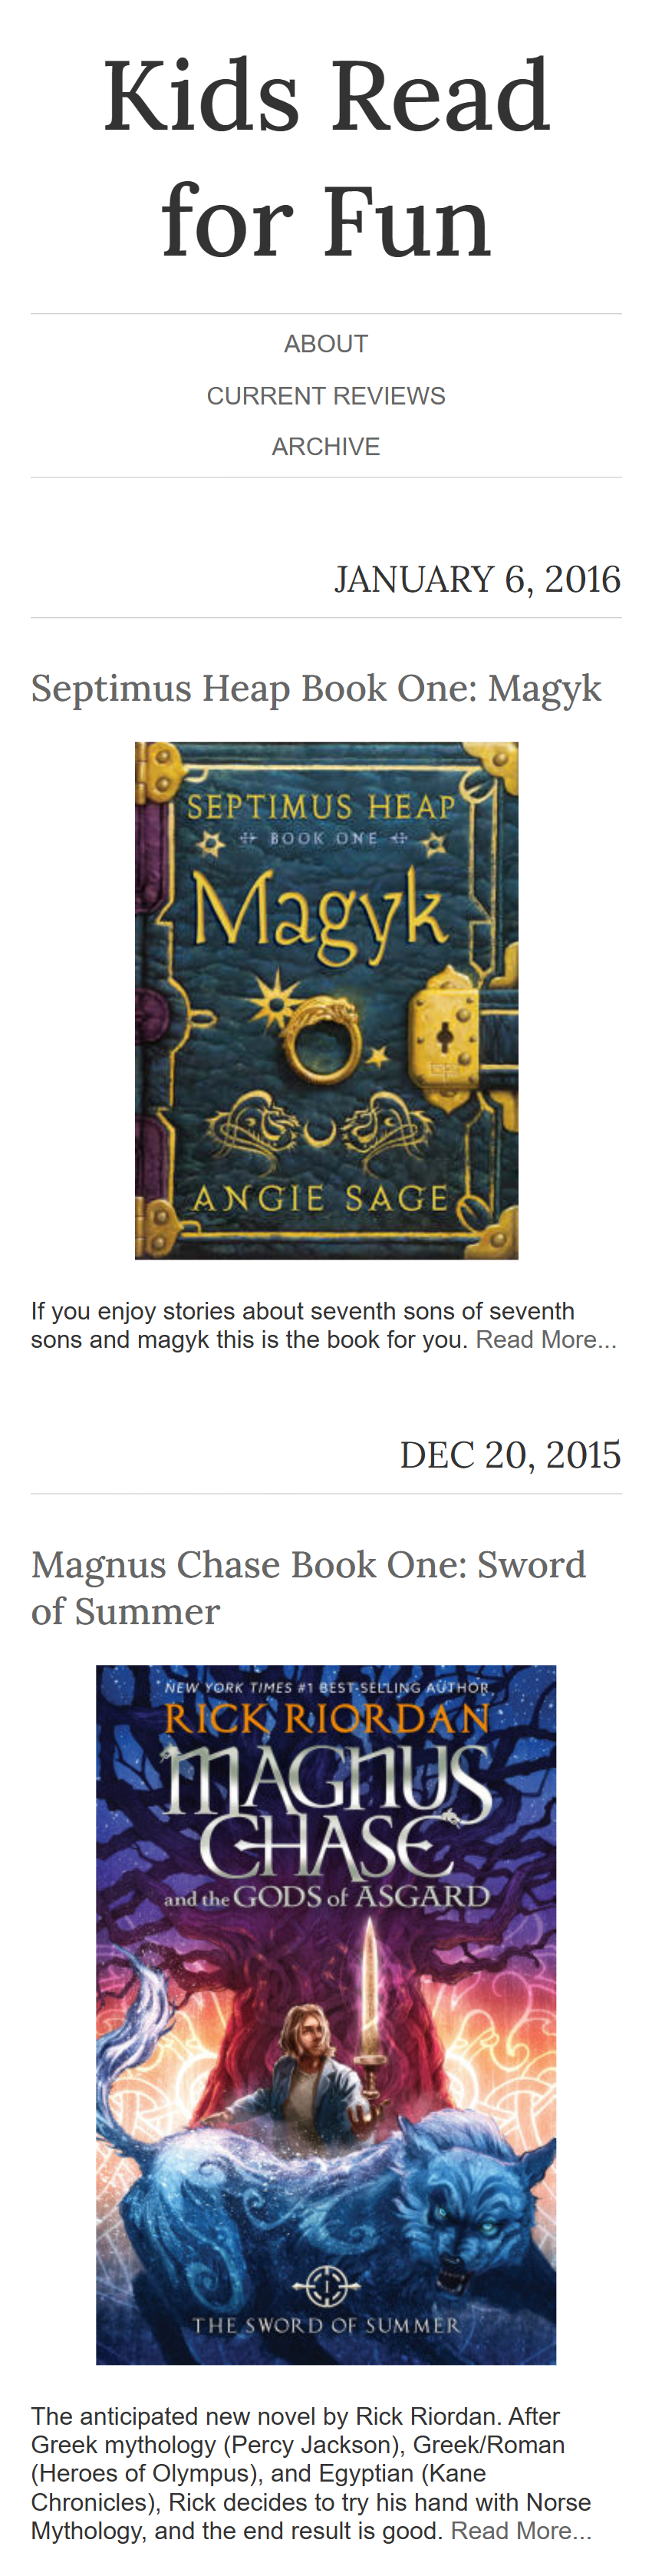 Kids Read
for Fun
ABOUT
CURRENT REVIEWS
ARCHIVE
JANUARY 6, 2016
Septimus Heap Book One: Magyk
SEPTIMUS HEAP
BOOK ONE
Magyk
ANGIE SAGE
If you enjoy stories about seventh sons of seventh
sons and magyk this is the book for you. Read More...
DEC 20, 2015
Magnus Chase Book One: Sword
of Summer
NEW YORK TIMES #1 BEST-SELLING AUTHOR
RICK RIORDAN
MAGNUS
CHASE
and the GODS of ASGARD
I
THE SWORD OF SUMMER
The anticipated new novel by Rick Riordan. After
Greek mythology (Percy Jackson), Greek/Roman
(Heroes of Olympus), and Egyptian (Kane
Chronicles), Rick decides to try his hand with Norse
Mythology, and the end result is good. Read More...